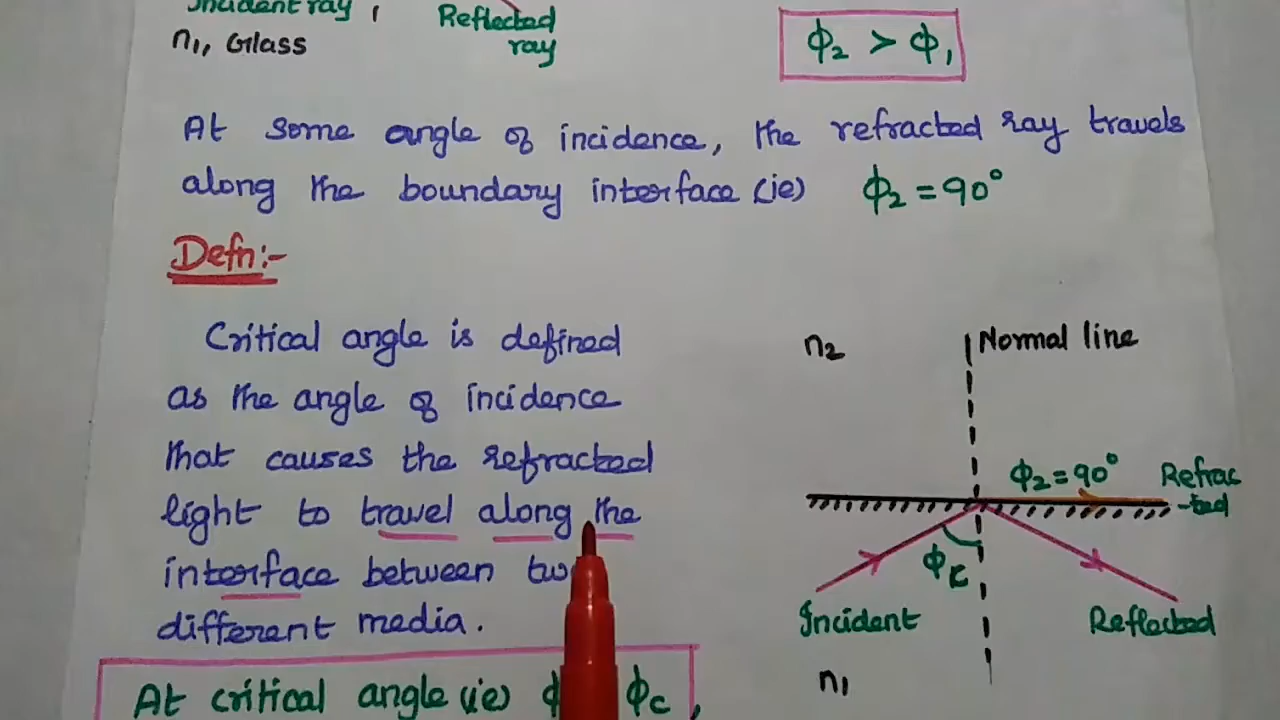 Incident ray,
Reflected
ray
n₁, Glass
ϕ₂ > ϕ₁
At some angle of incidence, the refracted ray travels
along the boundary interface (ie) ϕ₂ = 90°
Defn:-
Critical angle is defined
as the angle of incidence
that causes the refracted
light to travel along the
interface between
different media.
At critical angle (ie) ϕc,
n₂
Normal line
ϕ₂ = 90°
Refrac
-ted
ϕc
Incident
Reflected
n₁